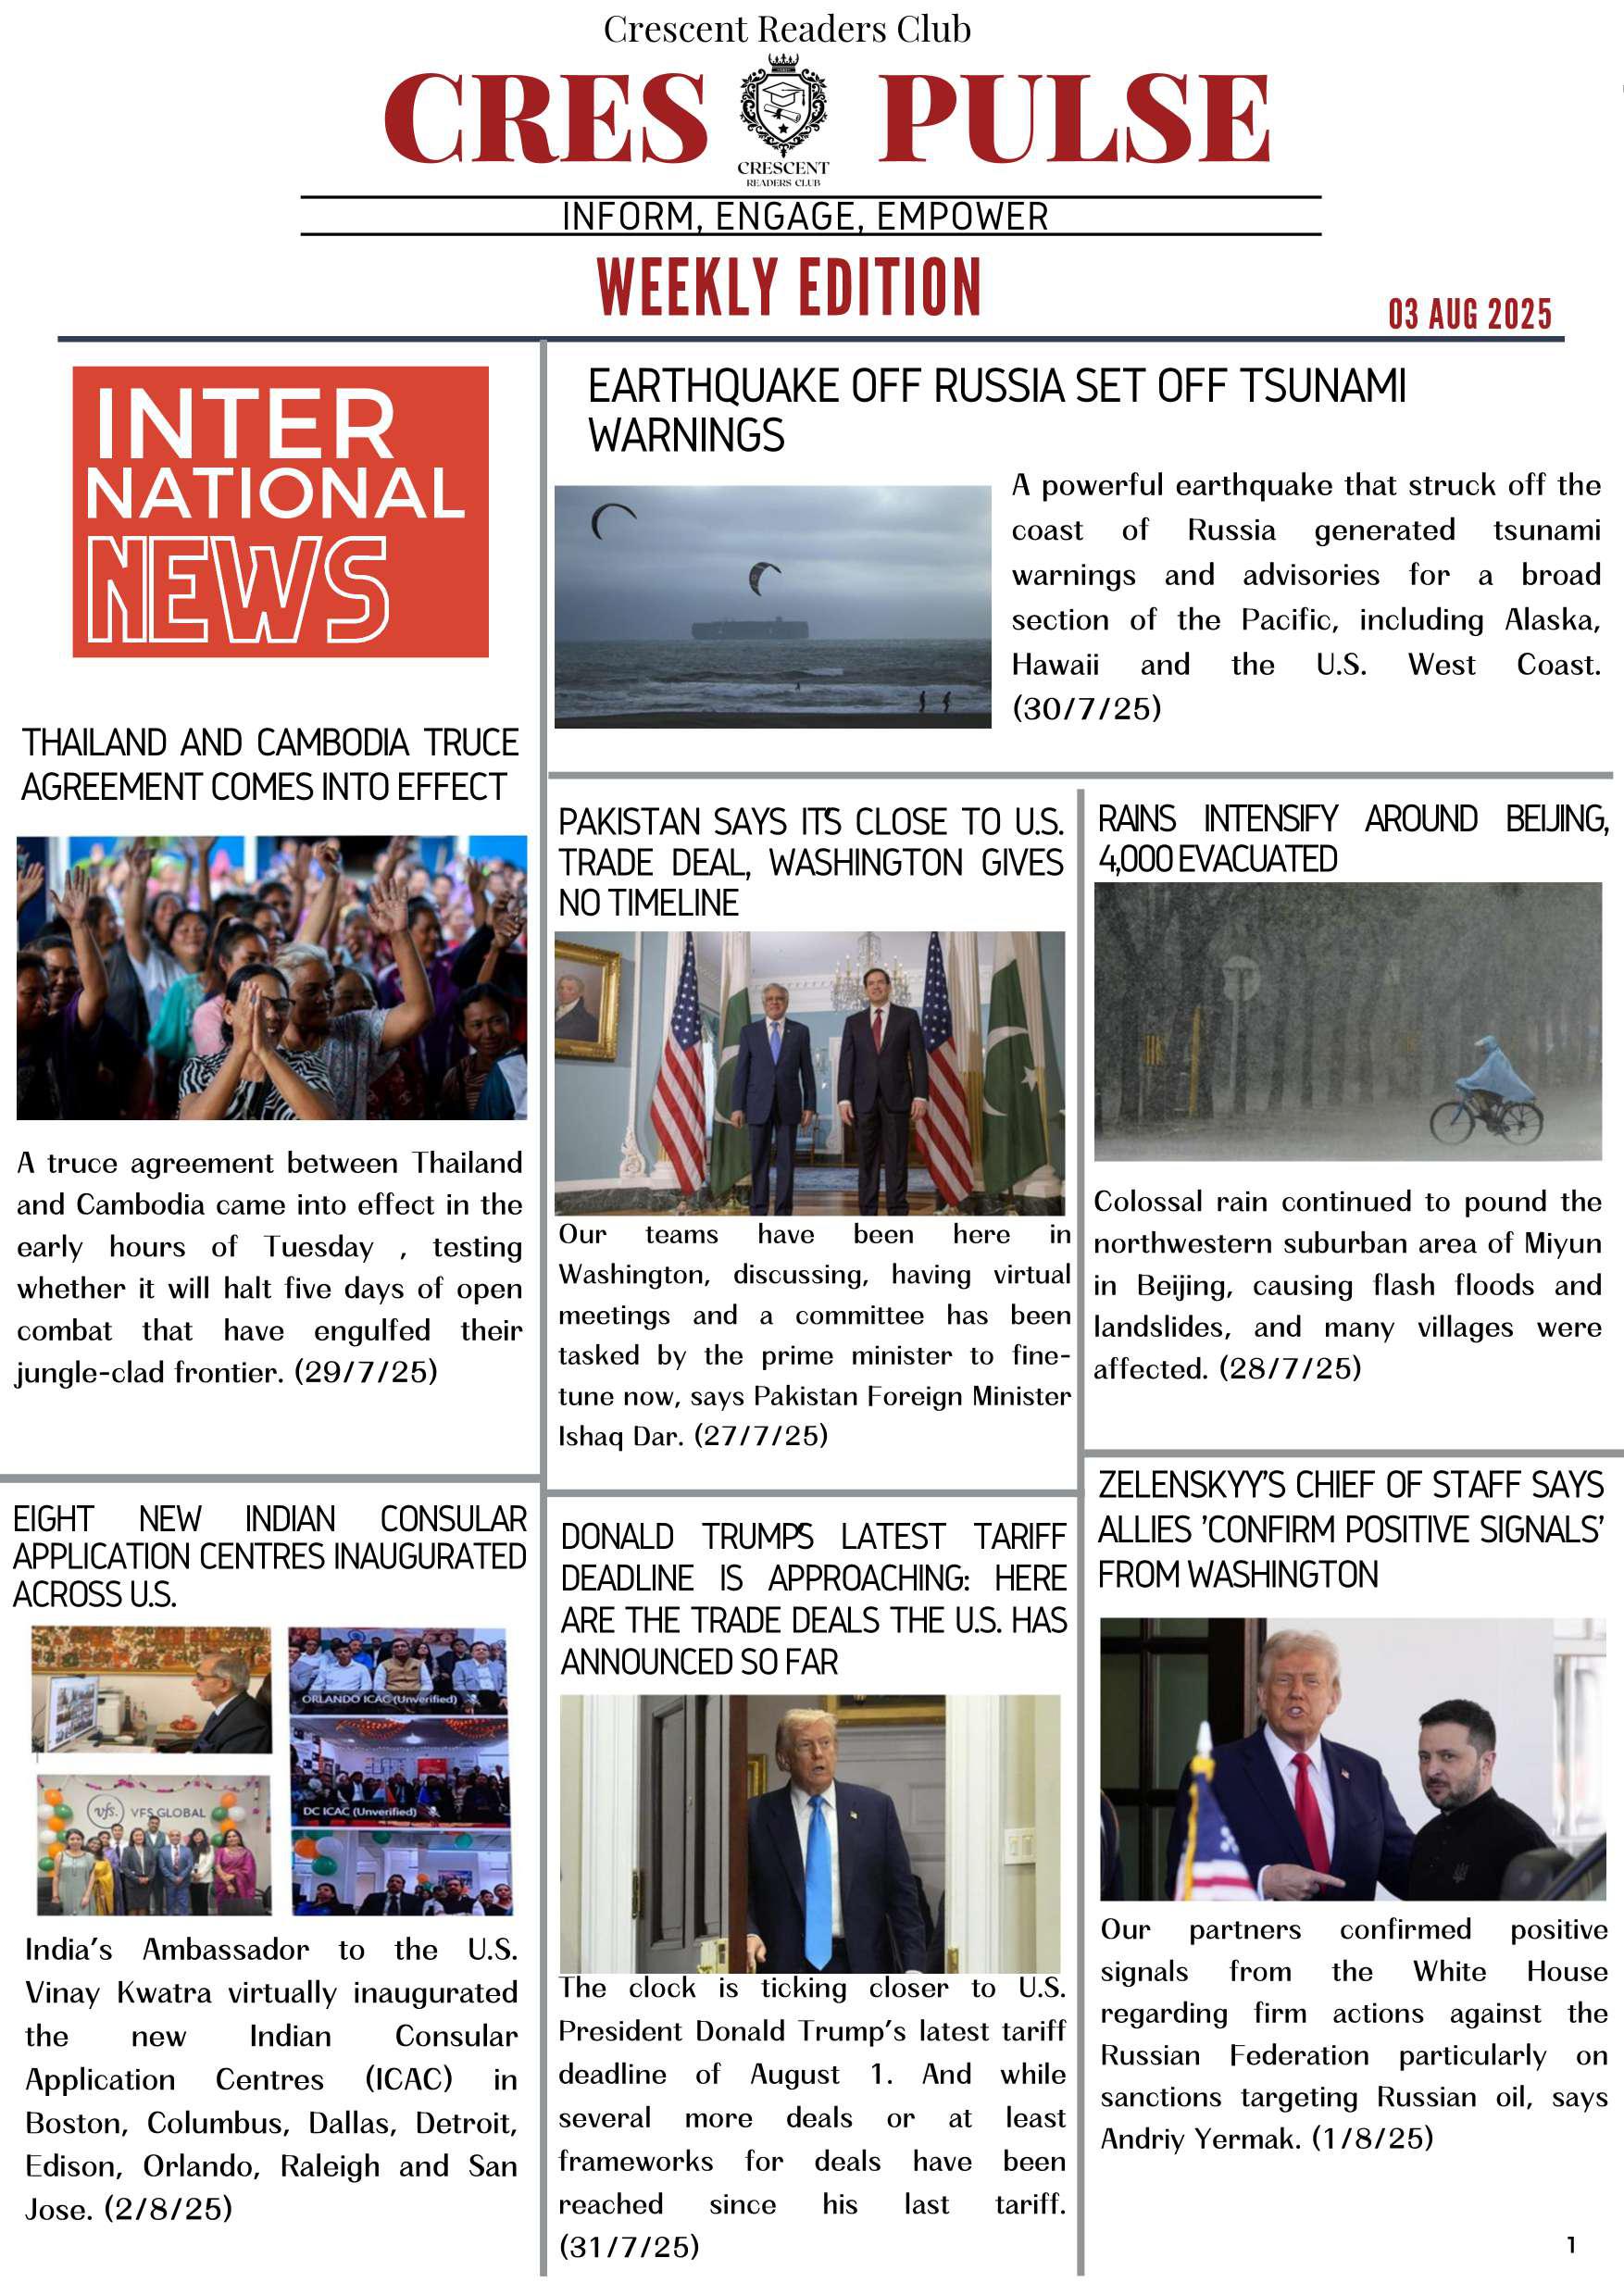 Crescent Readers Club
CRES PULSE
CRESCENT
READERS CLUB
INFORM, ENGAGE, EMPOWER
WEEKLY EDITION
03 AUG 2025
INTER
NATIONAL
NEWS
THAILAND AND CAMBODIA TRUCE
AGREEMENT COMES INTO EFFECT
A truce agreement between Thailand
and Cambodia came into effect in the
early hours of Tuesday , testing
whether it will halt five days of open
combat that have engulfed their
jungle-clad frontier. (29/7/25)
EIGHT NEW INDIAN CONSULAR
APPLICATION CENTRES INAUGURATED
ACROSS U.S.
ORLANDO ICAC (Unverified)
DC ICAC (Unverified)
vfs. VFS.GLOBAL
India's Ambassador to the U.S.
Vinay Kwatra virtually inaugurated
the new Indian Consular
Application Centres (ICAC) in
Boston, Columbus, Dallas, Detroit,
Edison, Orlando, Raleigh and San
Jose. (2/8/25)
EARTHQUAKE OFF RUSSIA SET OFF TSUNAMI
WARNINGS
A powerful earthquake that struck off the
coast of Russia generated tsunami
warnings and advisories for a broad
section of the Pacific, including Alaska,
Hawaii and the U.S. West Coast.
(30/7/25)
PAKISTAN SAYS IT'S CLOSE TO U.S.
TRADE DEAL, WASHINGTON GIVES
NO TIMELINE
Our teams have been here in
Washington, discussing, having virtual
meetings and a committee has been
tasked by the prime minister to fine-
tune now, says Pakistan Foreign Minister
Ishaq Dar. (27/7/25)
RAINS INTENSIFY AROUND BEIJING,
4,000 EVACUATED
Colossal rain continued to pound the
northwestern suburban area of Miyun
in Beijing, causing flash floods and
landslides, and many villages were
affected. (28/7/25)
DONALD TRUMP'S LATEST TARIFF
DEADLINE IS APPROACHING: HERE
ARE THE TRADE DEALS THE U.S. HAS
ANNOUNCED SO FAR
The clock is ticking closer to U.S.
President Donald Trump's latest tariff
deadline of August 1. And while
several more deals or at least
frameworks for deals have been
reached since his last tariff.
(31/7/25)
ZELENSKYY'S CHIEF OF STAFF SAYS
ALLIES 'CONFIRM POSITIVE SIGNALS'
FROM WASHINGTON
Our partners confirmed positive
signals from the White House
regarding firm actions against the
Russian Federation particularly on
sanctions targeting Russian oil, says
Andriy Yermak. (1/8/25)
1